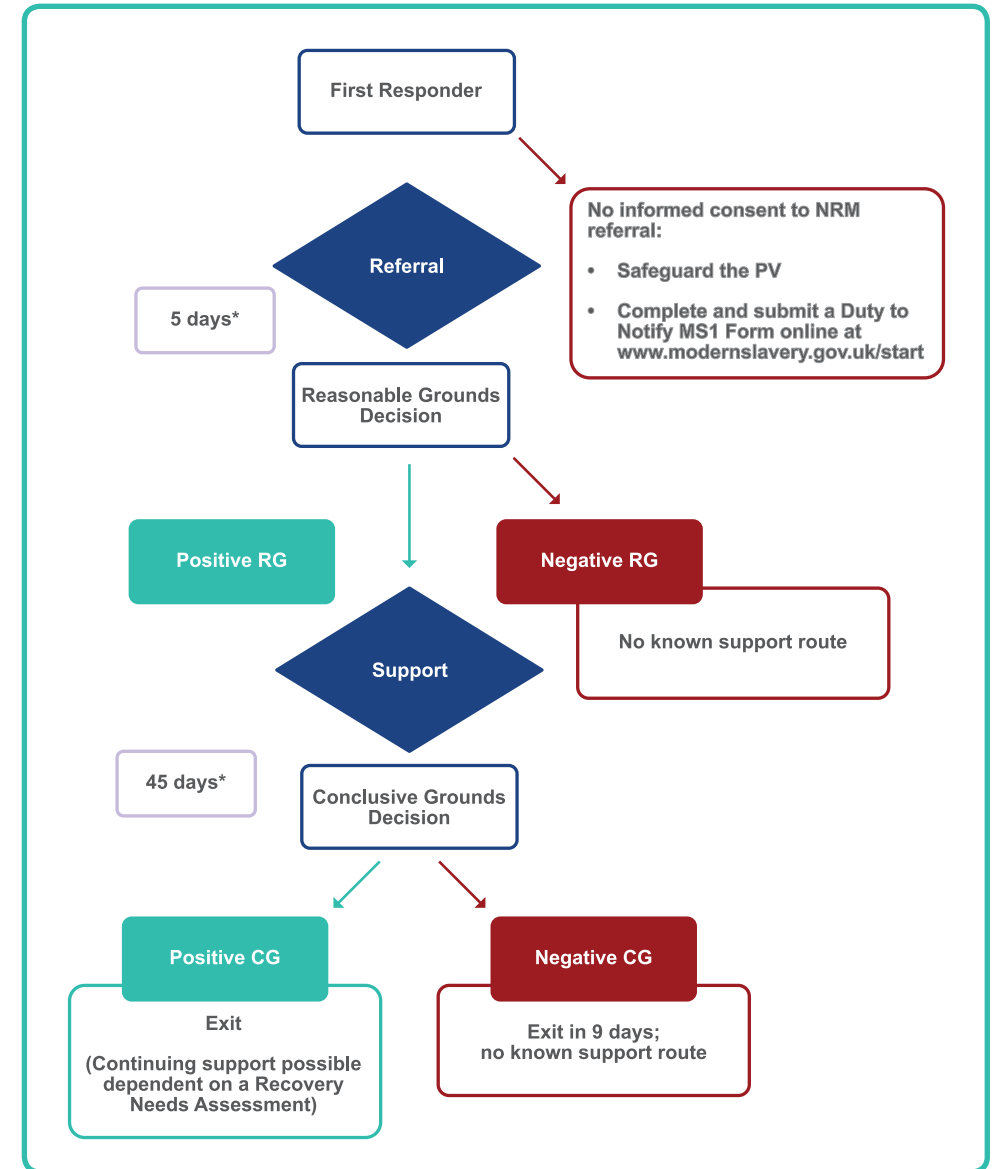 First Responder
No informed consent to NRM
referral:
• Safeguard the PV
• Complete and submit a Duty to
Notify MS1 Form online at
www.modernslavery.gov.uk/start
Referral
5 days*
Reasonable Grounds
Decision
Positive RG
Negative RG
No known support route
Support
45 days*
Conclusive Grounds
Decision
Positive CG
Negative CG
Exit
(Continuing support possible
dependent on a Recovery
Needs Assessment)
Exit in 9 days;
no known support route